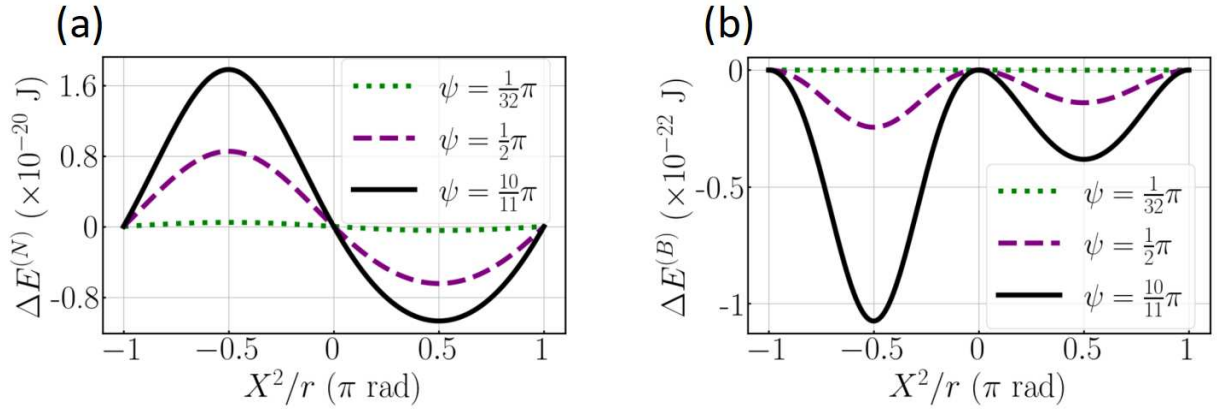 (a)
ΔE^(N) (×10^−20 J)
1.6
0.8
0
-0.8
ψ = 1/32 π
ψ = 1/2 π
ψ = 10/11 π
−1 −0.5 0 0.5 1
X^2/r (π rad)
(b)
ΔE^(B) (×10^−22 J)
0
-0.5
-1
ψ = 1/32 π
ψ = 1/2 π
ψ = 10/11 π
−1 −0.5 0 0.5 1
X^2/r (π rad)